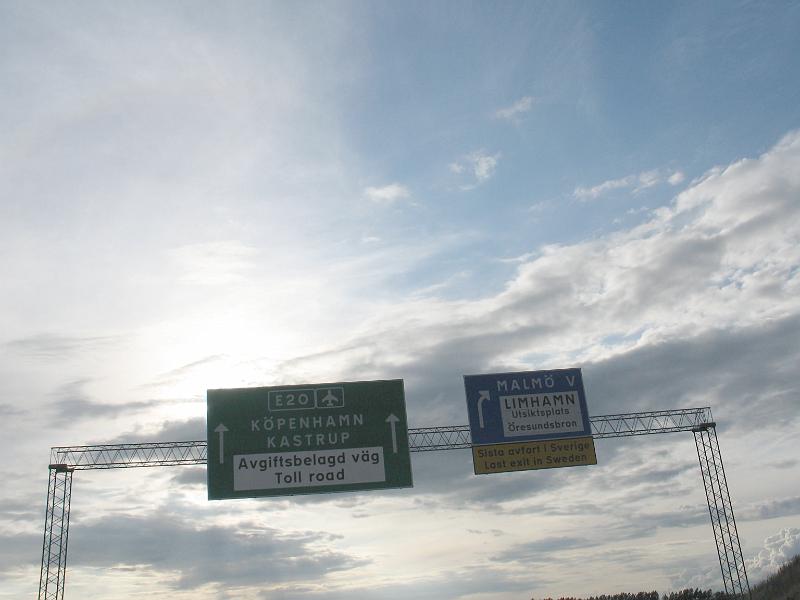 E20
KÖPENHAMN
KASTRUP
Avgiftsbelagd väg
Toll road
MALMÖ V
LIMHAMN
Utsiktsplats
Öresundsbron
Sista avfart i Sverige
Last exit in Sweden